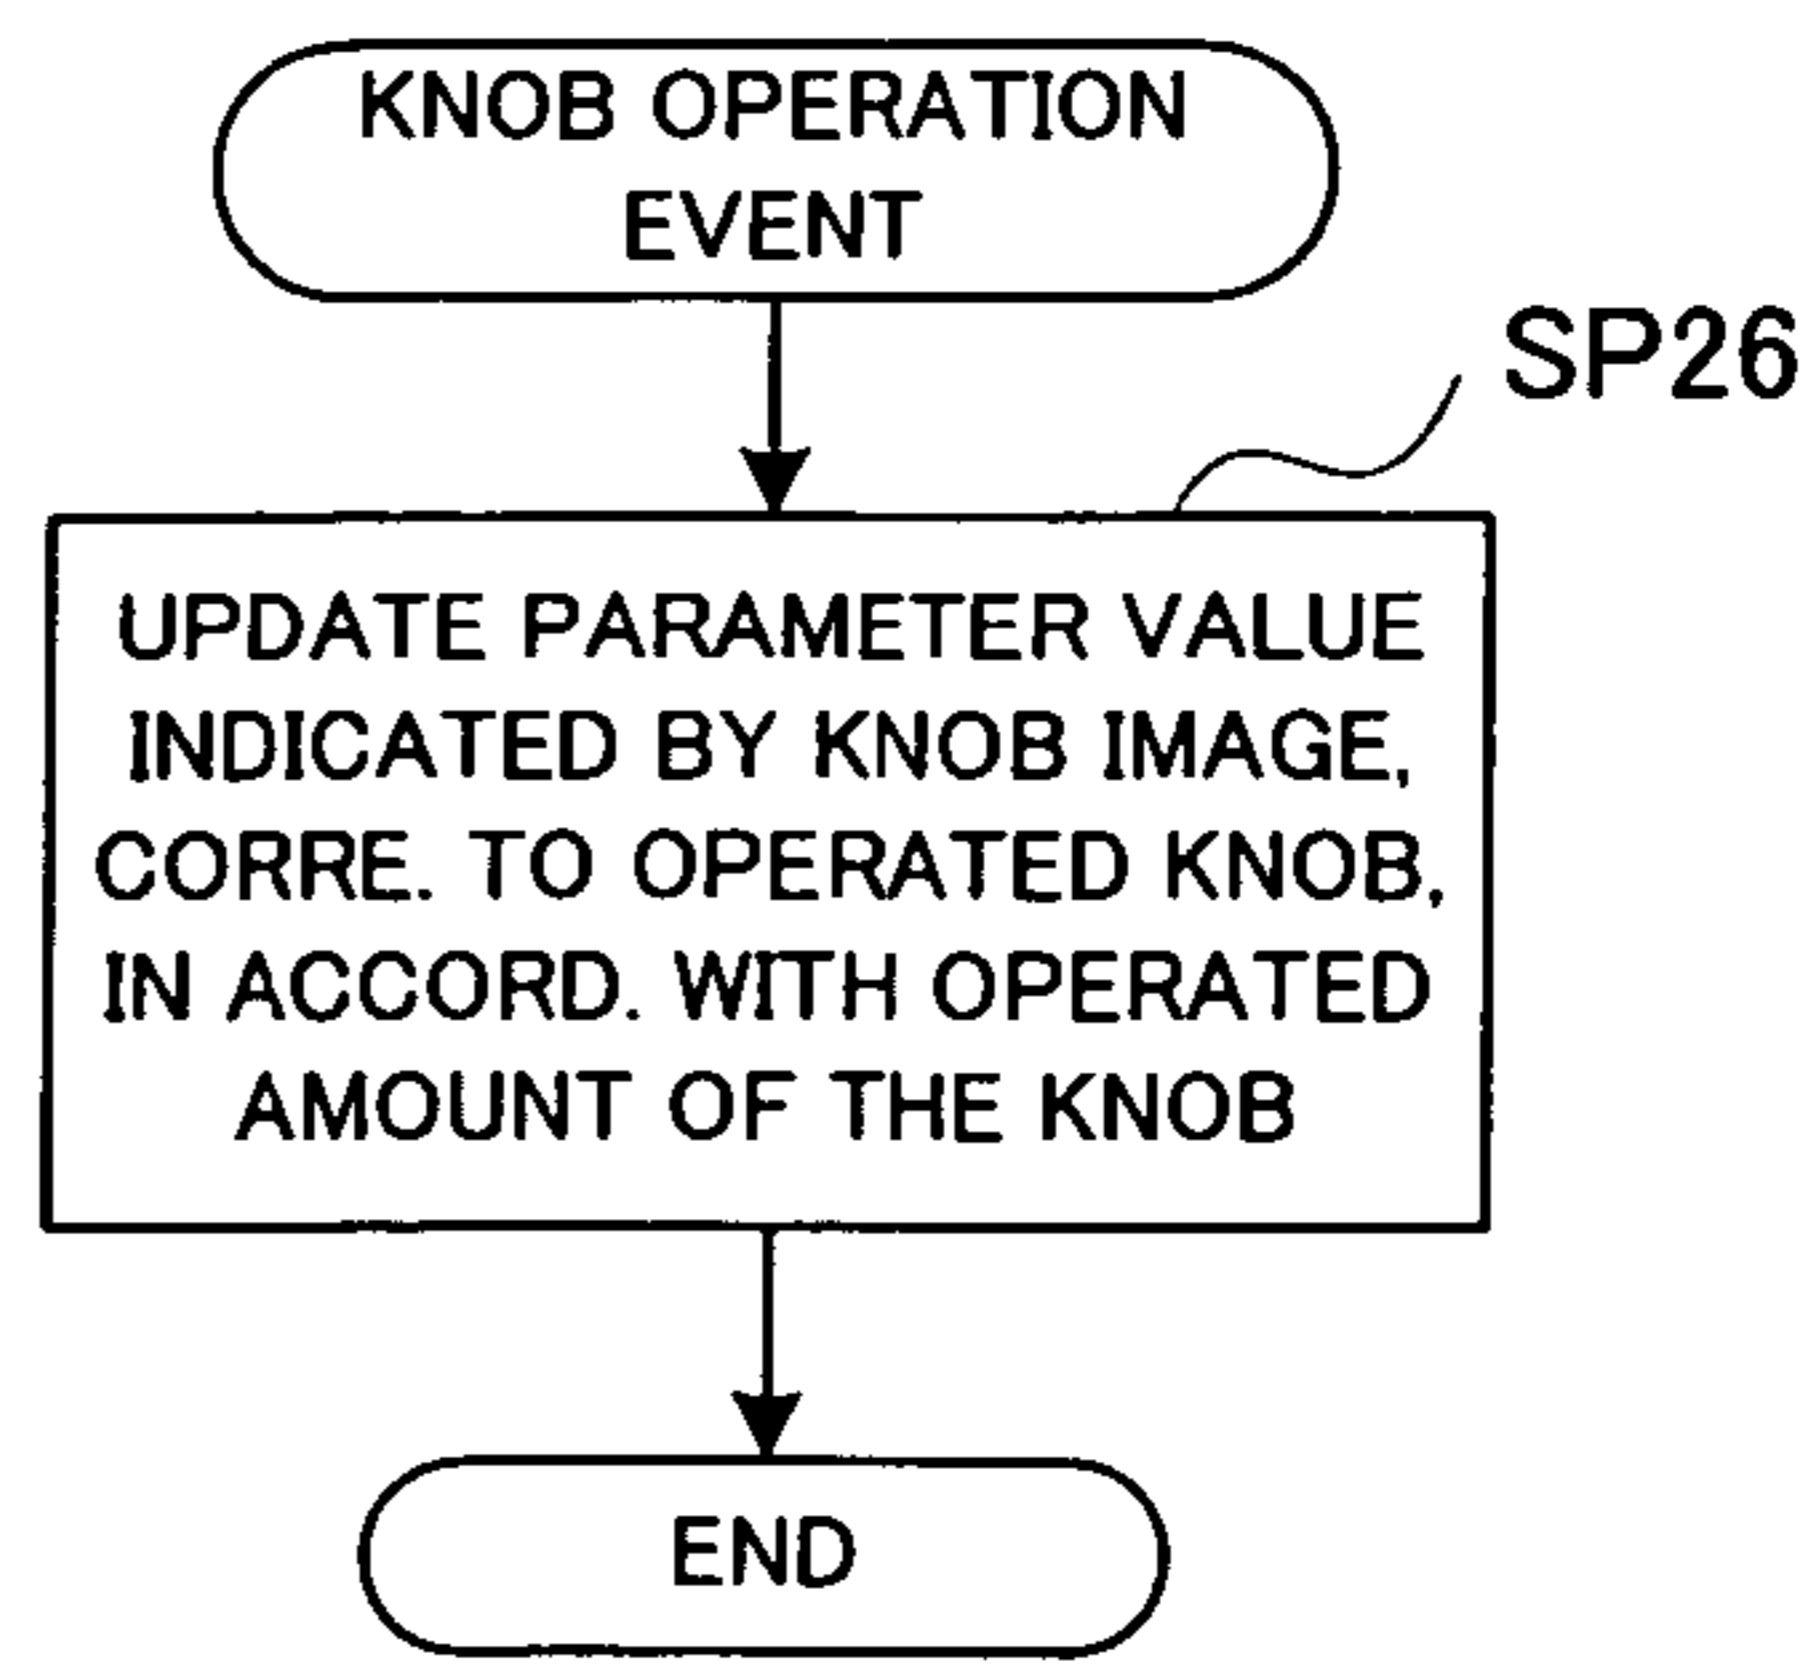 KNOB OPERATION
EVENT
SP26
UPDATE PARAMETER VALUE
INDICATED BY KNOB IMAGE,
CORRE. TO OPERATED KNOB,
IN ACCORD. WITH OPERATED
AMOUNT OF THE KNOB
END